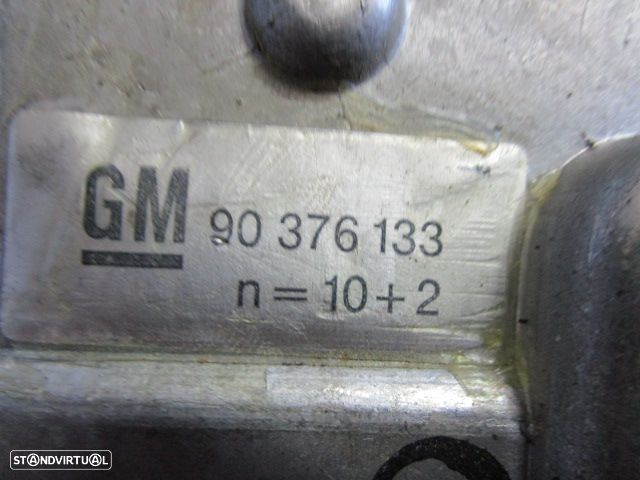 GM 90 376 133
n = 10 + 2
STANDVIRTUAL